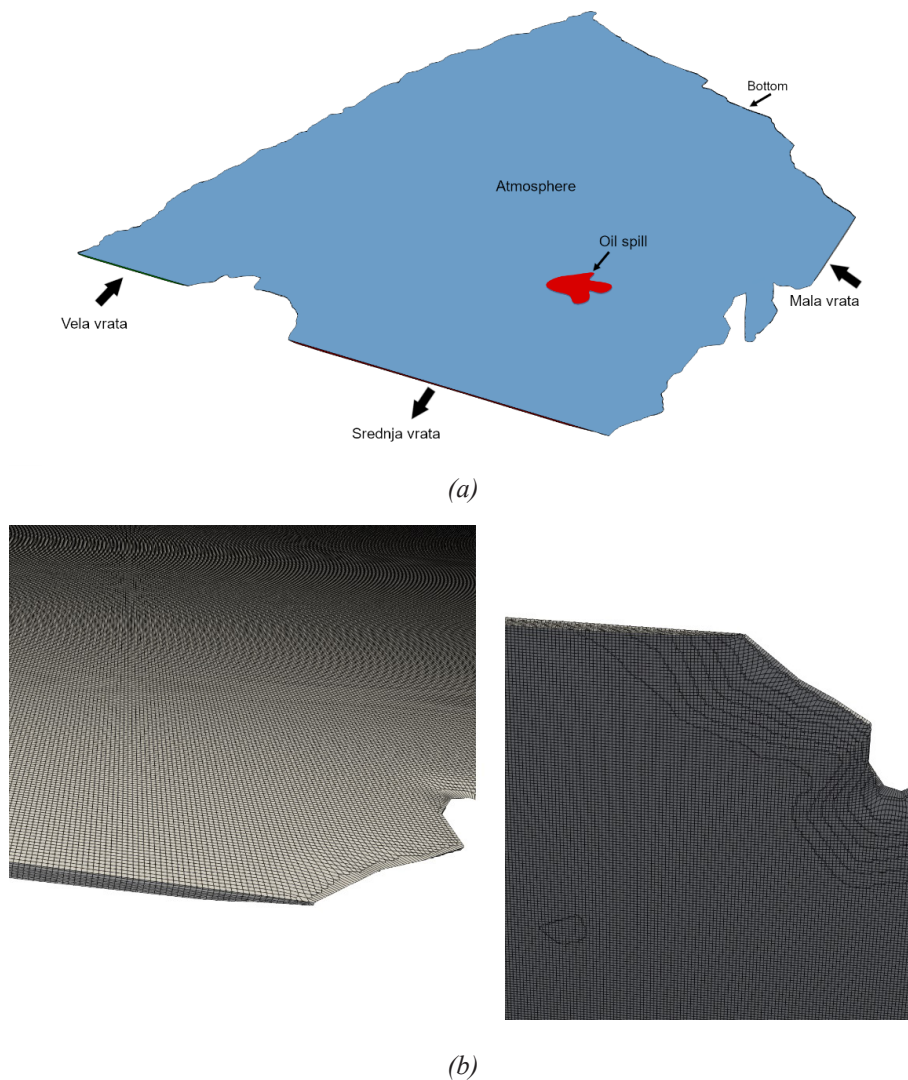 Bottom
Atmosphere
Oil spill
Mala vrata
Vela vrata
Srednja vrata
(a)
(b)